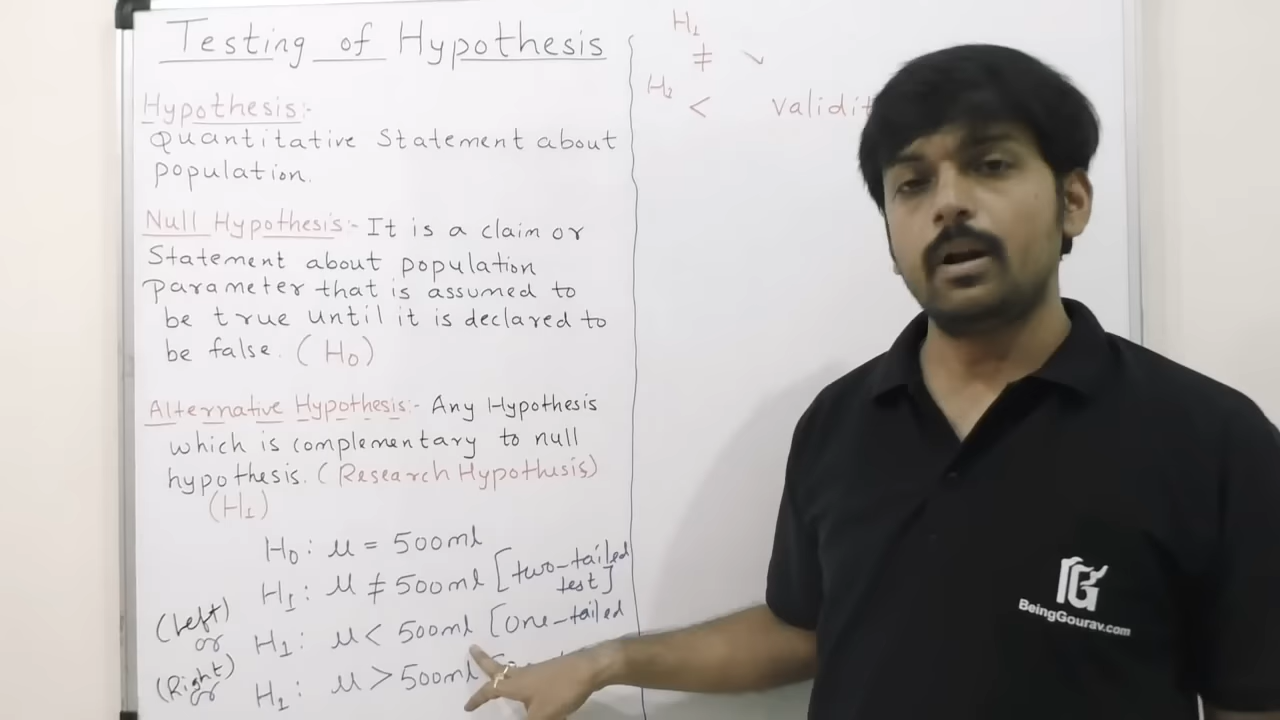 Testing of Hypothesis
Hypothesis:-
Quantitative Statement about
population.
Null Hypothesis:- It is a claim or
Statement about population
parameter that is assumed to
be true until it is declared to
be false. (H₀)
Alternative Hypothesis:- Any Hypothesis
which is complementary to null
hypothesis. (Research Hypothesis)
(H₁)
H₀: μ = 500ml
H₁: μ ≠ 500ml [two-tailed
test]
(Left) or H₁: μ < 500ml [one-tailed
(Right) or H₁: μ > 500ml
H₁
≠
H₂
<
BeingGourav.com